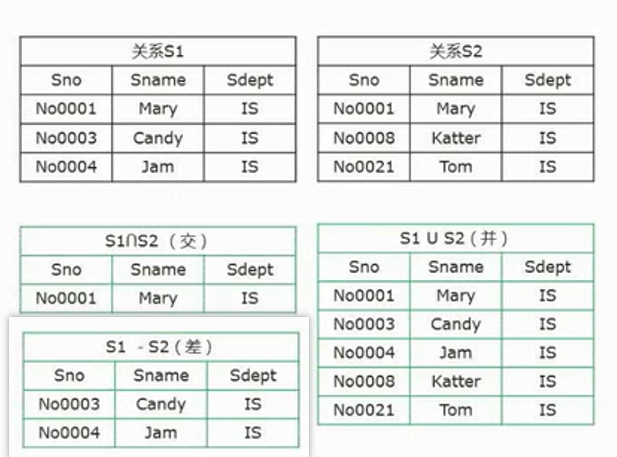 关系S1
Sno Sname Sdept
No0001 Mary IS
No0003 Candy IS
No0004 Jam IS
关系S2
Sno Sname Sdept
No0001 Mary IS
No0008 Katter IS
No0021 Tom IS
S1∩S2 （交）
Sno Sname Sdept
No0001 Mary IS
S1 - S2（差）
Sno Sname Sdept
No0003 Candy IS
No0004 Jam IS
S1 U S2（并）
Sno Sname Sdept
No0001 Mary IS
No0003 Candy IS
No0004 Jam IS
No0008 Katter IS
No0021 Tom IS